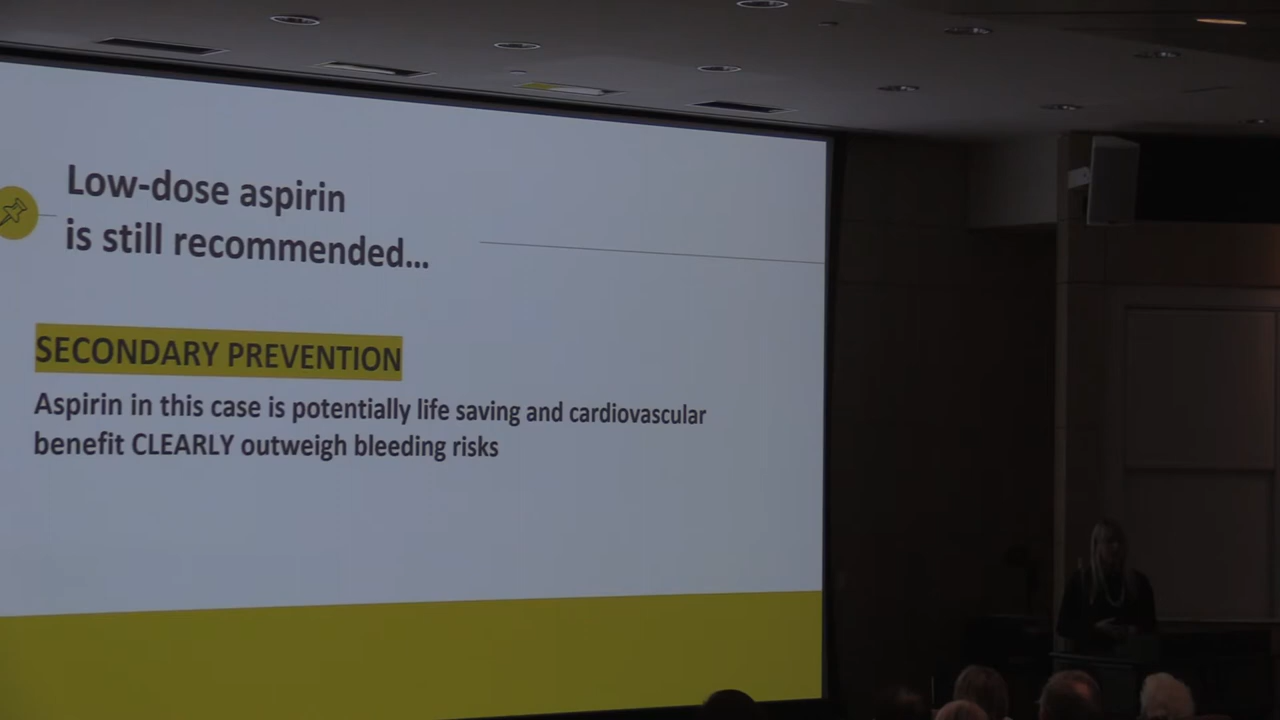 Low-dose aspirin
is still recommended...
SECONDARY PREVENTION
Aspirin in this case is potentially life saving and cardiovascular
benefit CLEARLY outweigh bleeding risks